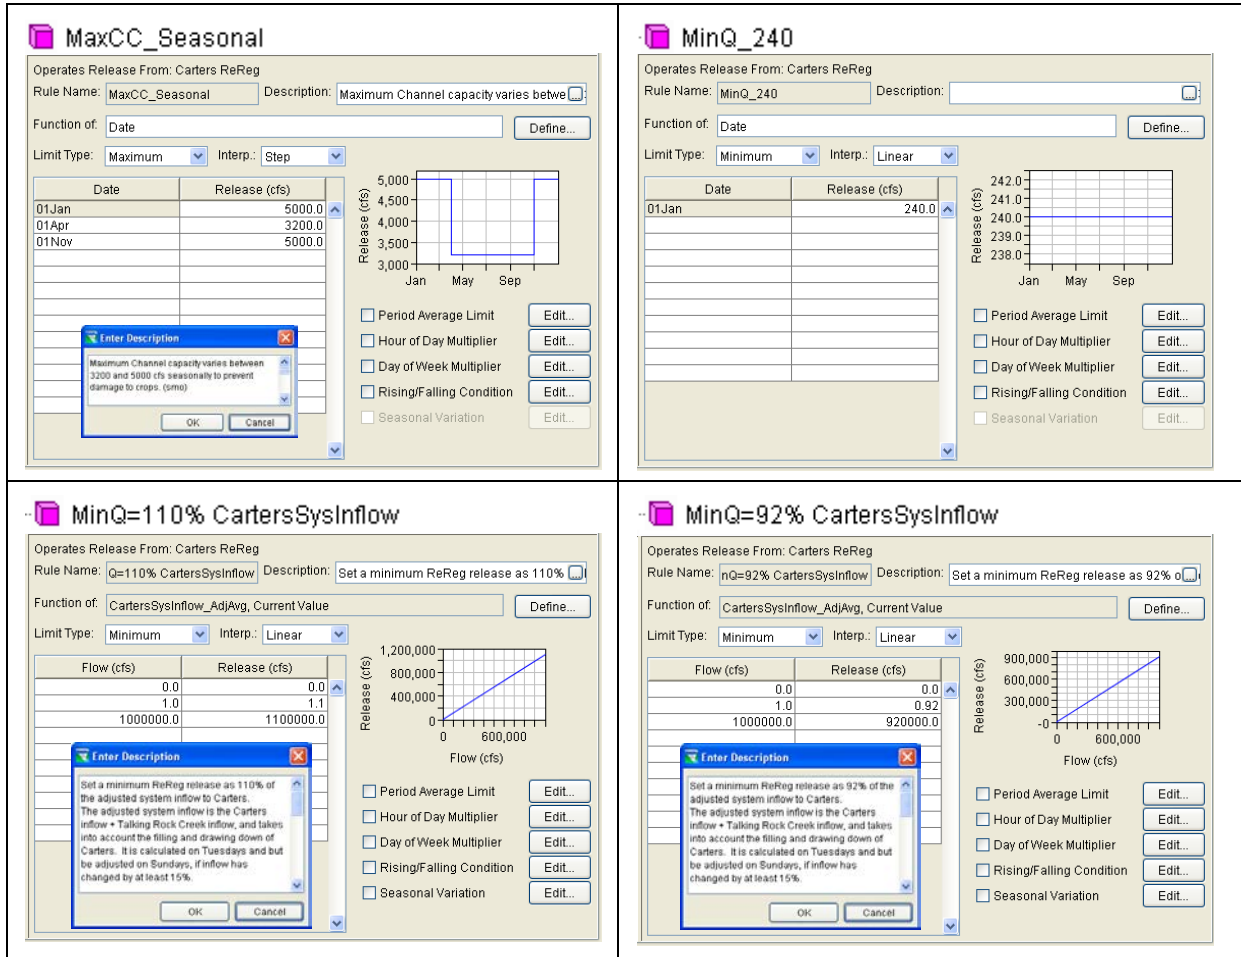 MaxCC_Seasonal
Operates Release From: Carters ReReg
Rule Name: MaxCC_Seasonal Description: Maximum Channel capacity varies betwe ...
Function of: Date Define...
Limit Type: Maximum Interp.: Step
Date Release (cfs)
01Jan 5000.0
01Apr 3200.0
01Nov 5000.0
Release (cfs)
5,000
4,500
4,000
3,500
3,000
Jan May Sep
Enter Description
Maximum Channel capacity varies between
3200 and 5000 cfs seasonally to prevent
damage to crops. (smo)
OK Cancel
Period Average Limit Edit...
Hour of Day Multiplier Edit...
Day of Week Multiplier Edit...
Rising/Falling Condition Edit...
Seasonal Variation Edit...
MinQ_240
Operates Release From: Carters ReReg
Rule Name: MinQ_240 Description: ...
Function of: Date Define...
Limit Type: Minimum Interp.: Linear
Date Release (cfs)
01Jan 240.0
Release (cfs)
242.0
241.0
240.0
239.0
238.0
Jan May Sep
Period Average Limit Edit...
Hour of Day Multiplier Edit...
Day of Week Multiplier Edit...
Rising/Falling Condition Edit...
Seasonal Variation Edit...
MinQ=110% CartersSysInflow
Operates Release From: Carters ReReg
Rule Name: Q=110% CartersSysInflow Description: Set a minimum ReReg release as 110% ...
Function of: CartersSysInflow_AdjAvg, Current Value Define...
Limit Type: Minimum Interp.: Linear
Flow (cfs) Release (cfs)
0.0 0.0
1.0 1.1
1000000.0 1100000.0
Release (cfs)
1,200,000
800,000
400,000
0
0 600,000
Flow (cfs)
Enter Description
Set a minimum ReReg release as 110% of
the adjusted system inflow to Carters.
The adjusted system inflow is the Carters
inflow + Talking Rock Creek inflow, and takes
into account the filling and drawing down of
Carters. It is calculated on Tuesdays and but
be adjusted on Sundays, if inflow has
changed by at least 15%.
OK Cancel
Period Average Limit Edit...
Hour of Day Multiplier Edit...
Day of Week Multiplier Edit...
Rising/Falling Condition Edit...
Seasonal Variation Edit...
MinQ=92% CartersSysInflow
Operates Release From: Carters ReReg
Rule Name: nQ=92% CartersSysInflow Description: Set a minimum ReReg release as 92% o ...
Function of: CartersSysInflow_AdjAvg, Current Value Define...
Limit Type: Minimum Interp.: Linear
Flow (cfs) Release (cfs)
0.0 0.0
1.0 0.92
1000000.0 920000.0
Release (cfs)
900,000
600,000
300,000
-0
0 600,000
Flow (cfs)
Enter Description
Set a minimum ReReg release as 92% of the
adjusted system inflow to Carters.
The adjusted system inflow is the Carters
inflow + Talking Rock Creek inflow, and takes
into account the filling and drawing down of
Carters. It is calculated on Tuesdays and but
be adjusted on Sundays, if inflow has
changed by at least 15%.
OK Cancel
Period Average Limit Edit...
Hour of Day Multiplier Edit...
Day of Week Multiplier Edit...
Rising/Falling Condition Edit...
Seasonal Variation Edit...